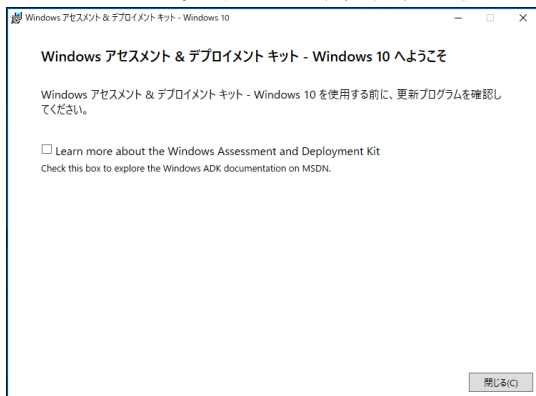 Windows アセスメント & デプロイメント キット - Windows 10
Windows アセスメント & デプロイメント キット - Windows 10 へようこそ
Windows アセスメント & デプロイメント キット - Windows 10 を使用する前に、更新プログラムを確認し
てください。
Learn more about the Windows Assessment and Deployment Kit
Check this box to explore the Windows ADK documentation on MSDN.
閉じる(C)